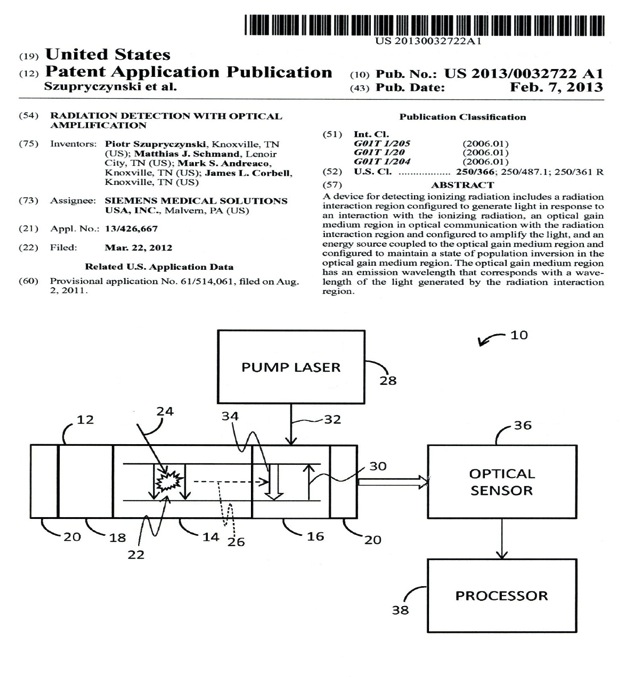 US 20130032722A1
(19) United States
(12) Patent Application Publication
Szupryczynski et al.
(10) Pub. No.: US 2013/0032722 A1
(43) Pub. Date: Feb. 7, 2013
(54) RADIATION DETECTION WITH OPTICAL
AMPLIFICATION
(75) Inventors: Piotr Szupryczynski, Knoxville, TN
(US); Matthias J. Schmand, Lenoir
City, TN (US); Mark S. Andreaco,
Knoxville, TN (US); James L. Corbeil,
Knoxville, TN (US)
(73) Assignee: SIEMENS MEDICAL SOLUTIONS
USA, INC., Malvern, PA (US)
(21) Appl. No.: 13/426,667
(22) Filed: Mar. 22, 2012
Related U.S. Application Data
(60) Provisional application No. 61/514,061, filed on Aug.
2, 2011.
Publication Classification
(51) Int. Cl.
G01T 1/205 (2006.01)
G01T 1/20 (2006.01)
G01T 1/204 (2006.01)
(52) U.S. Cl. ................. 250/366; 250/487.1; 250/361 R
(57) ABSTRACT
A device for detecting ionizing radiation includes a radiation
interaction region configured to generate light in response to
an interaction with the ionizing radiation, an optical gain
medium region in optical communication with the radiation
interaction region and configured to amplify the light, and an
energy source coupled to the optical gain medium region and
configured to maintain a state of population inversion in the
optical gain medium region. The optical gain medium region
has an emission wavelength that corresponds with a wave-
length of the light generated by the radiation interaction
region.
10
PUMP LASER
28
12
24
34
32
36
30
OPTICAL
SENSOR
20
18
22
14
26
16
20
38
PROCESSOR